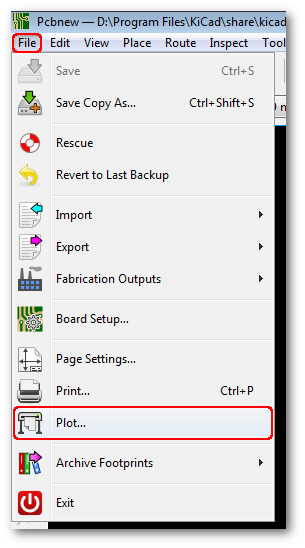 Pcbnew — D:\Program Files\KiCad\share\kicad
File Edit View Place Route Inspect Tool
Save Ctrl+S
Save Copy As... Ctrl+Shift+S
Rescue
Revert to Last Backup
Import
Export
Fabrication Outputs
Board Setup...
Page Settings...
Print... Ctrl+P
Plot...
Archive Footprints
Exit